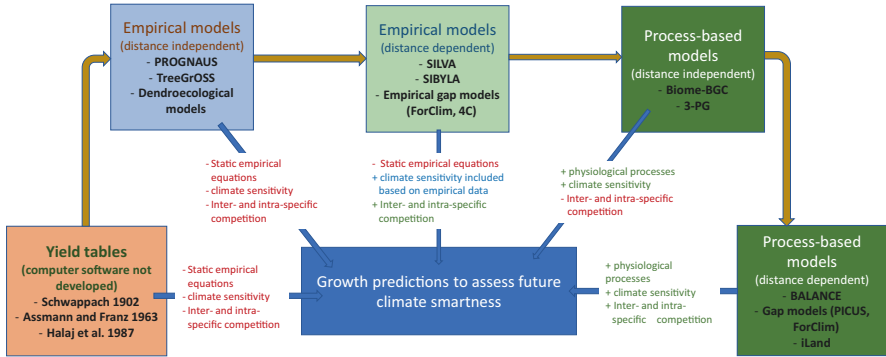 Empirical models
(distance independent)
- PROGNAUS
- TreeGrOSS
- Dendroecological
models
Empirical models
(distance dependent)
- SILVA
- SIBYLA
- Empirical gap models
(ForClim, 4C)
Process-based
models
(distance independent)
- Biome-BGC
- 3-PG
- Static empirical
equations
- climate sensitivity
- Inter- and intra-specific
competition
- Static empirical equations
+ climate sensitivity included
based on empirical data
+ Inter- and intra-specific
competition
+ physiological processes
+ climate sensitivity
- Inter- and intra-specific
competition
Yield tables
(computer software not
developed)
- Schwappach 1902
- Assmann and Franz 1963
- Halaj et al. 1987
- Static empirical
equations
- climate sensitivity
- Inter- and intra-
specific competition
Growth predictions to assess future
climate smartness
+ physiological
processes
+ climate sensitivity
+ Inter- and intra-
specific competition
Process-based
models
(distance dependent)
- BALANCE
- Gap models (PICUS,
ForClim)
- iLand